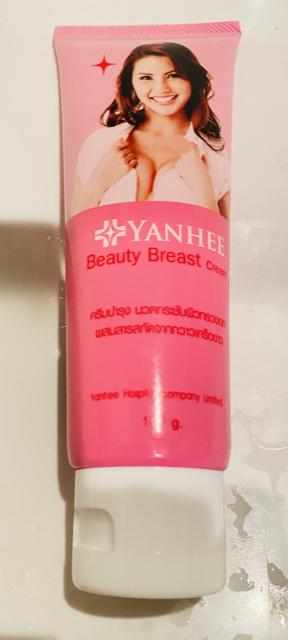 YANHEE
Beauty Breast Cream
ครีมบำรุง นวดกระชับผิวทรวงอก
ผสมสารสกัดจากกวาวเครือขาว
Yanhee Hospital Company Limited.
g.